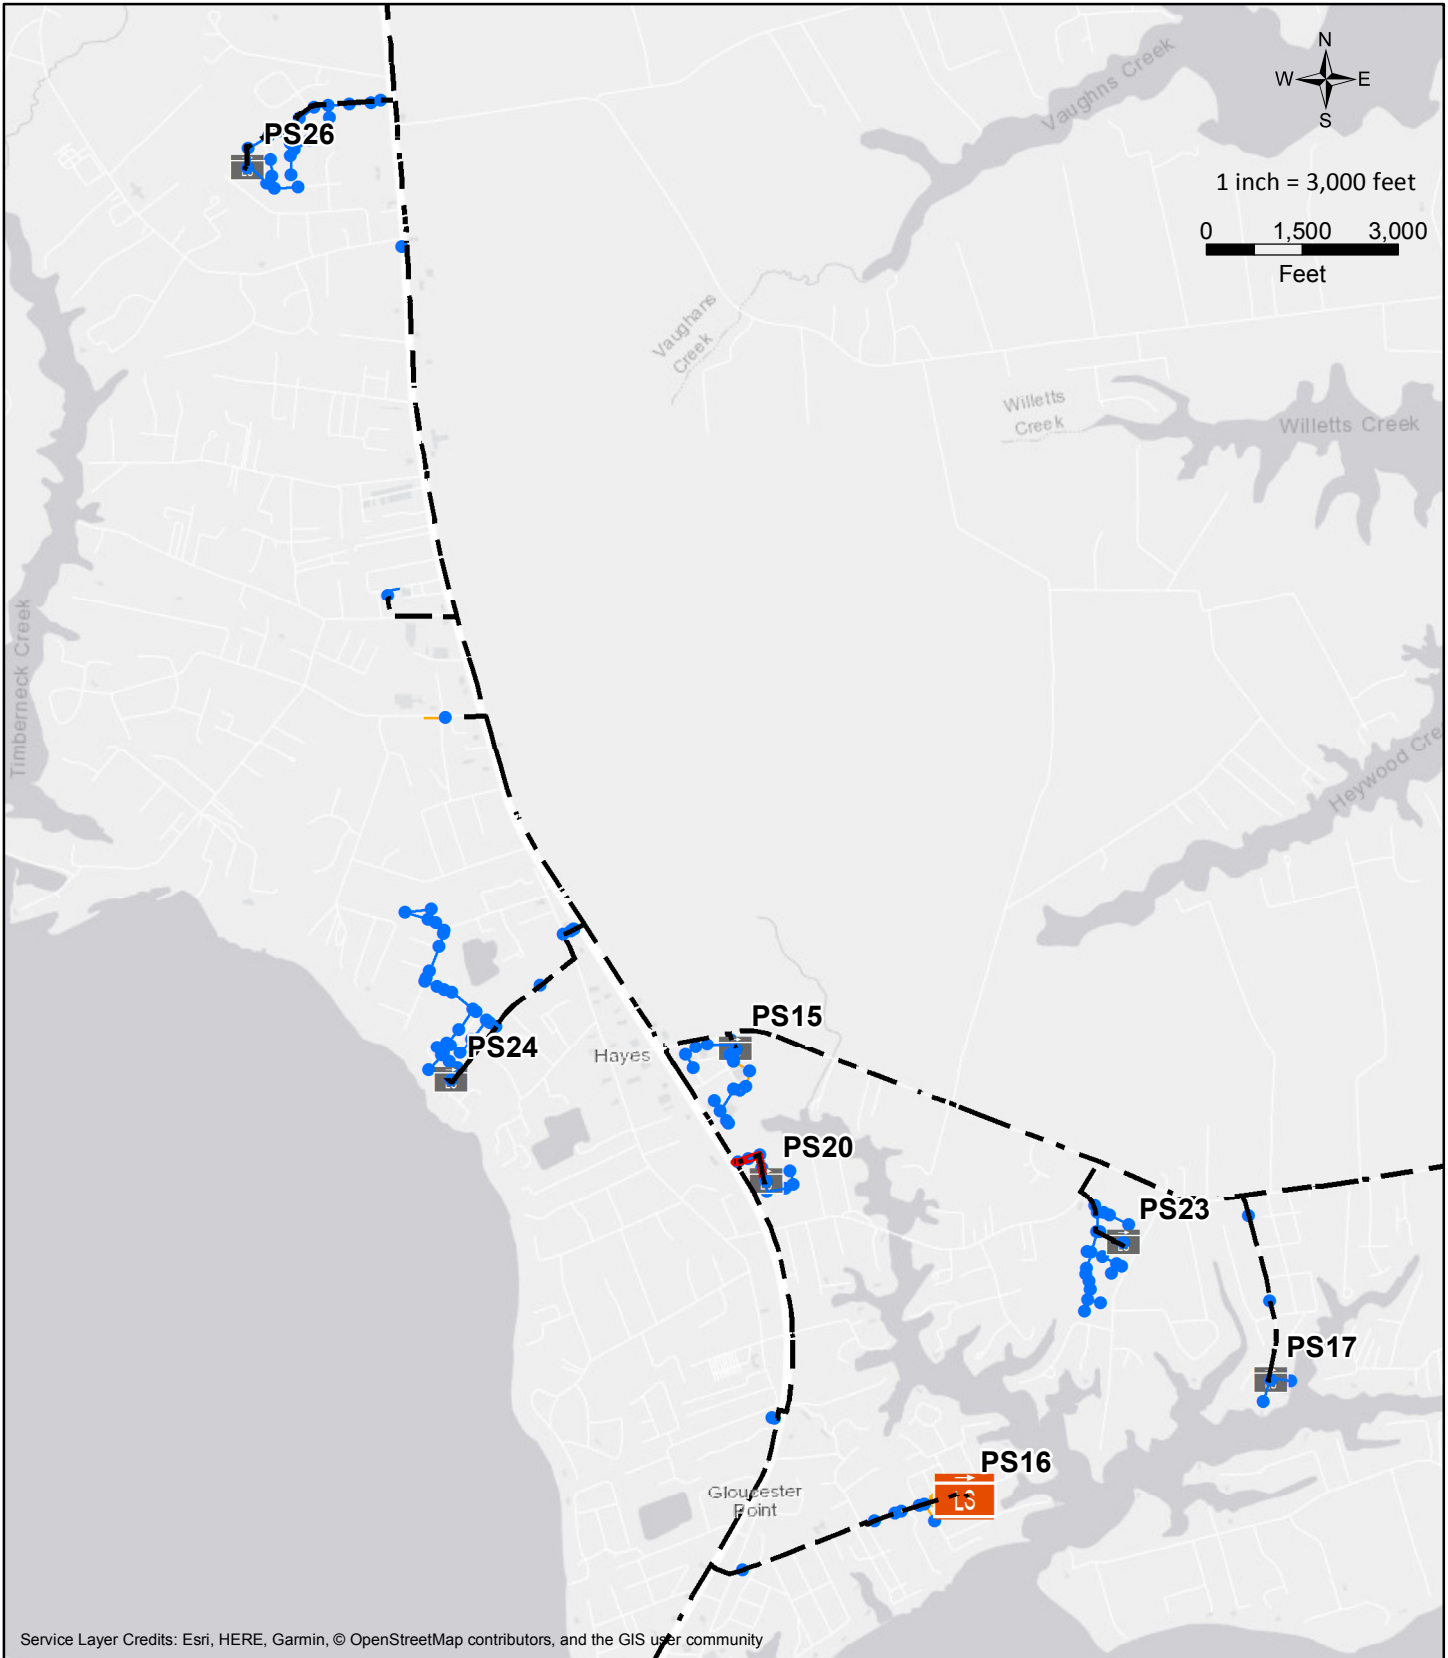 Vaughns Creek
N
W E
S
PS26
1 inch = 3,000 feet
0 1,500 3,000
Feet
Vaughans
Creek
Willetts
Creek
Willetts Creek
Timberneck Creek
Heywood Cre
PS15
PS24
Hayes
PS20
PS23
PS17
PS16
LS
Gloucester
Point
Service Layer Credits: Esri, HERE, Garmin, © OpenStreetMap contributors, and the GIS user community